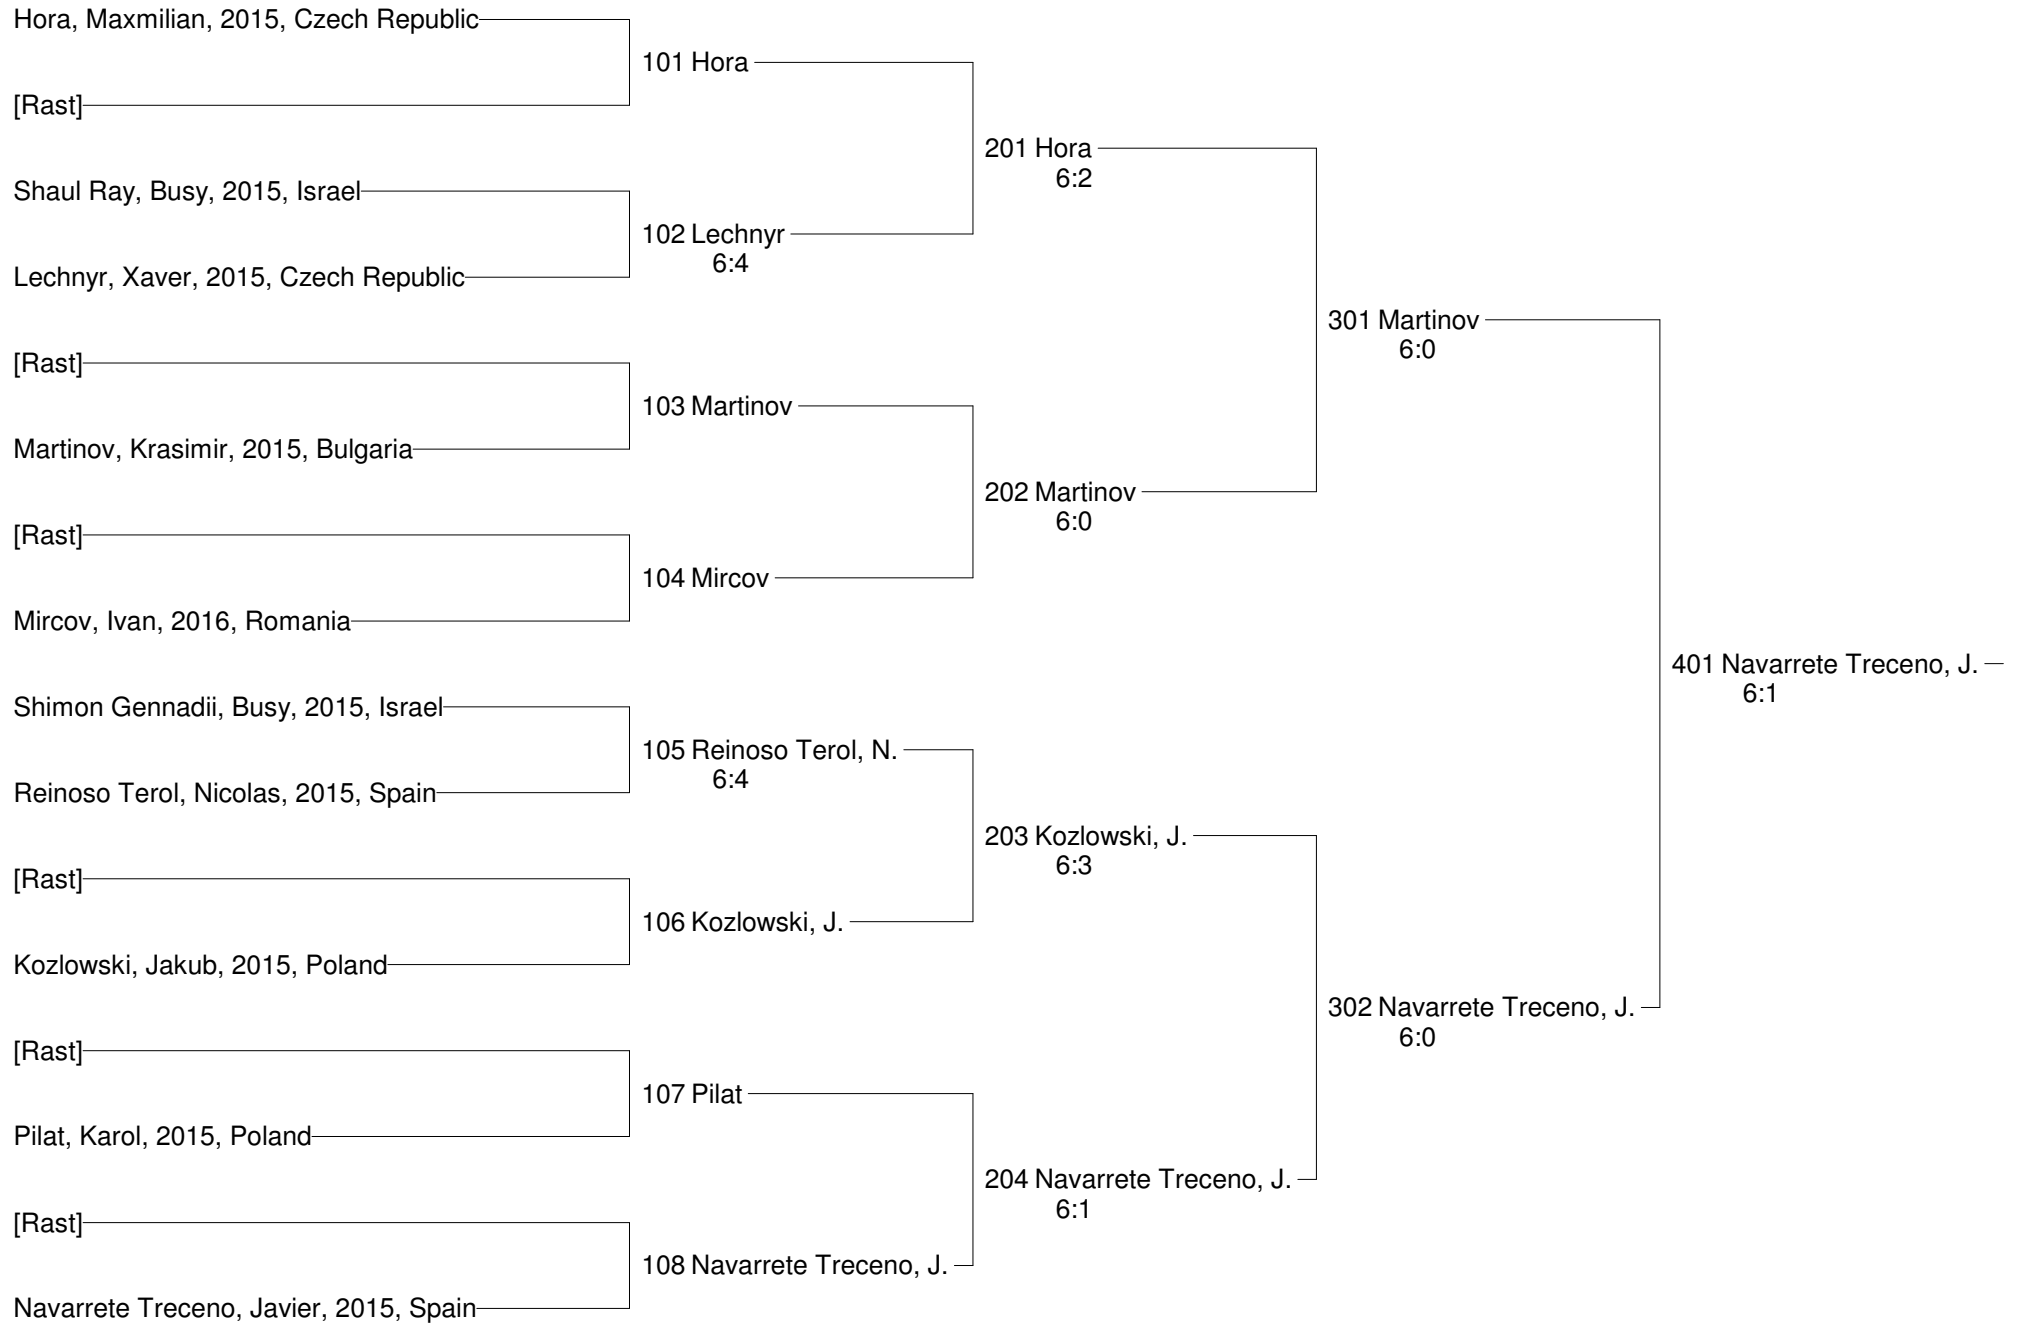 Hora, Maxmilian, 2015, Czech Republic
[Rast]
Shaul Ray, Busy, 2015, Israel
Lechnyr, Xaver, 2015, Czech Republic
[Rast]
Martinov, Krasimir, 2015, Bulgaria
[Rast]
Mircov, Ivan, 2016, Romania
Shimon Gennadii, Busy, 2015, Israel
Reinoso Terol, Nicolas, 2015, Spain
[Rast]
Kozlowski, Jakub, 2015, Poland
[Rast]
Pilat, Karol, 2015, Poland
[Rast]
Navarrete Treceno, Javier, 2015, Spain
101 Hora
102 Lechnyr
6:4
103 Martinov
104 Mircov
105 Reinoso Terol, N.
6:4
106 Kozlowski, J.
107 Pilat
108 Navarrete Treceno, J.
201 Hora
6:2
202 Martinov
6:0
203 Kozlowski, J.
6:3
204 Navarrete Treceno, J.
6:1
301 Martinov
6:0
302 Navarrete Treceno, J.
6:0
401 Navarrete Treceno, J.
6:1